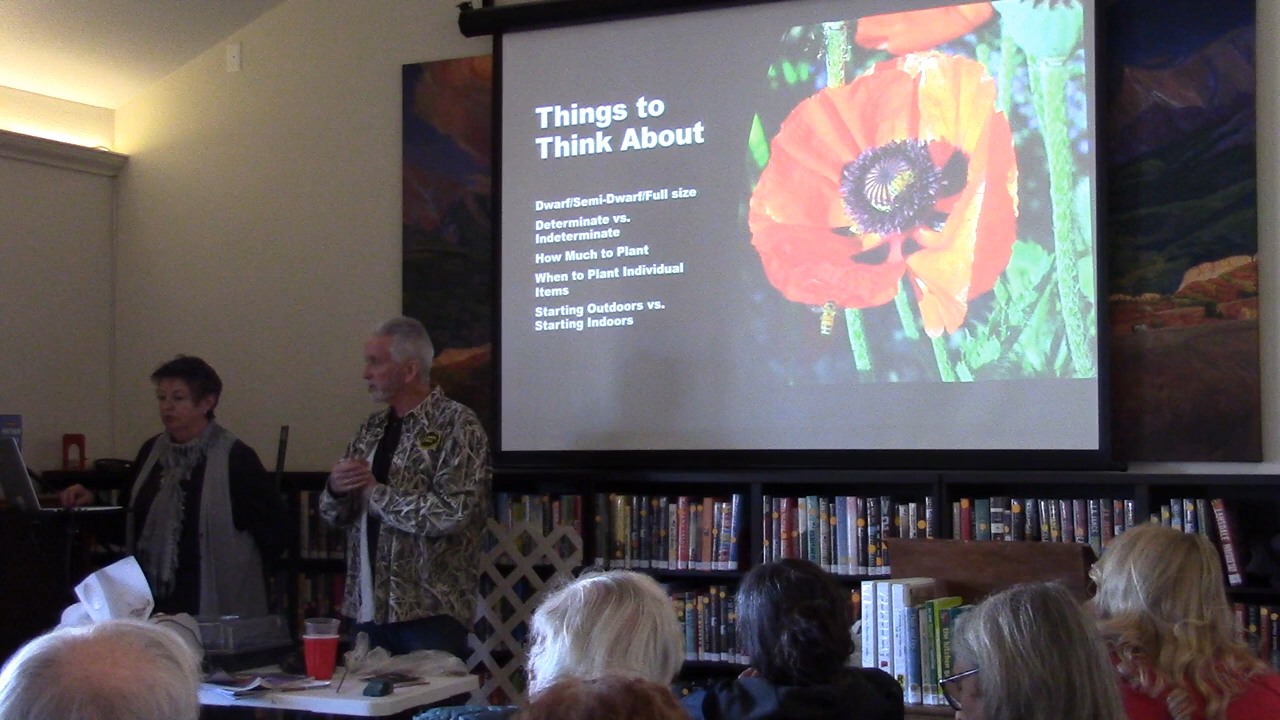 Things to
Think About
Dwarf/Semi-Dwarf/Full size
Determinate vs.
Indeterminate
How Much to Plant
When to Plant Individual
Items
Starting Outdoors vs.
Starting Indoors